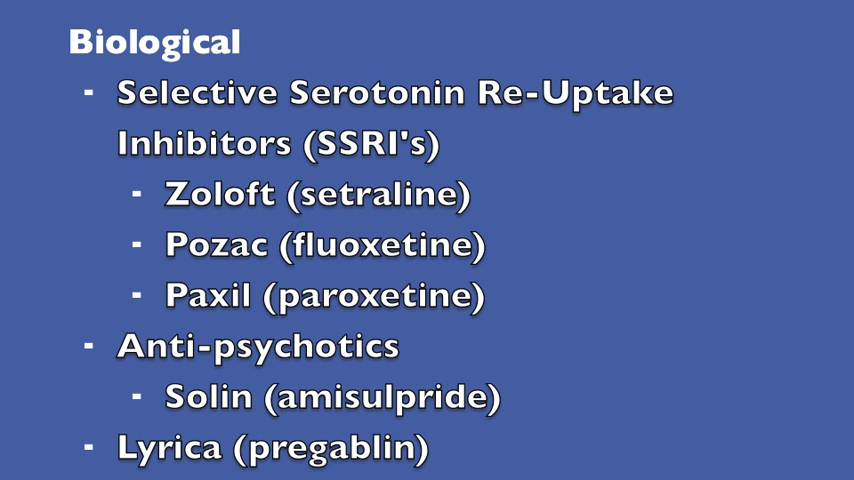 Biological
- Selective Serotonin Re-Uptake
Inhibitors (SSRI's)
- Zoloft (setraline)
- Pozac (fluoxetine)
- Paxil (paroxetine)
- Anti-psychotics
- Solin (amisulpride)
- Lyrica (pregablin)